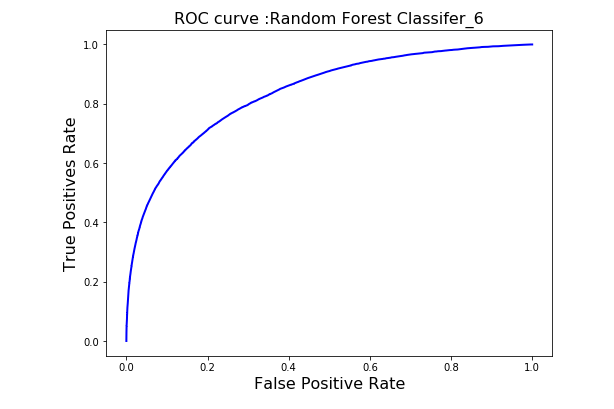 ROC curve :Random Forest Classifer_6
1.0
0.8
0.6
0.4
0.2
0.0
True Positives Rate
0.0 0.2 0.4 0.6 0.8 1.0
False Positive Rate